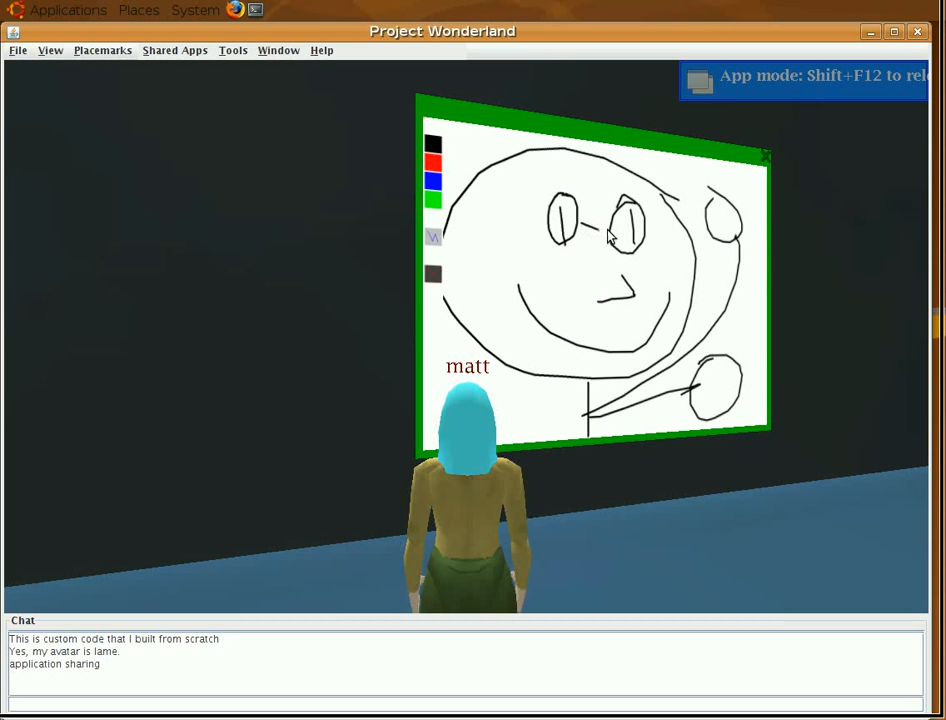 Applications Places System
Project Wonderland
File View Placemarks Shared Apps Tools Window Help
App mode: Shift+F12 to
matt
Chat
This is custom code that I built from scratch
Yes, my avatar is lame.
application sharing